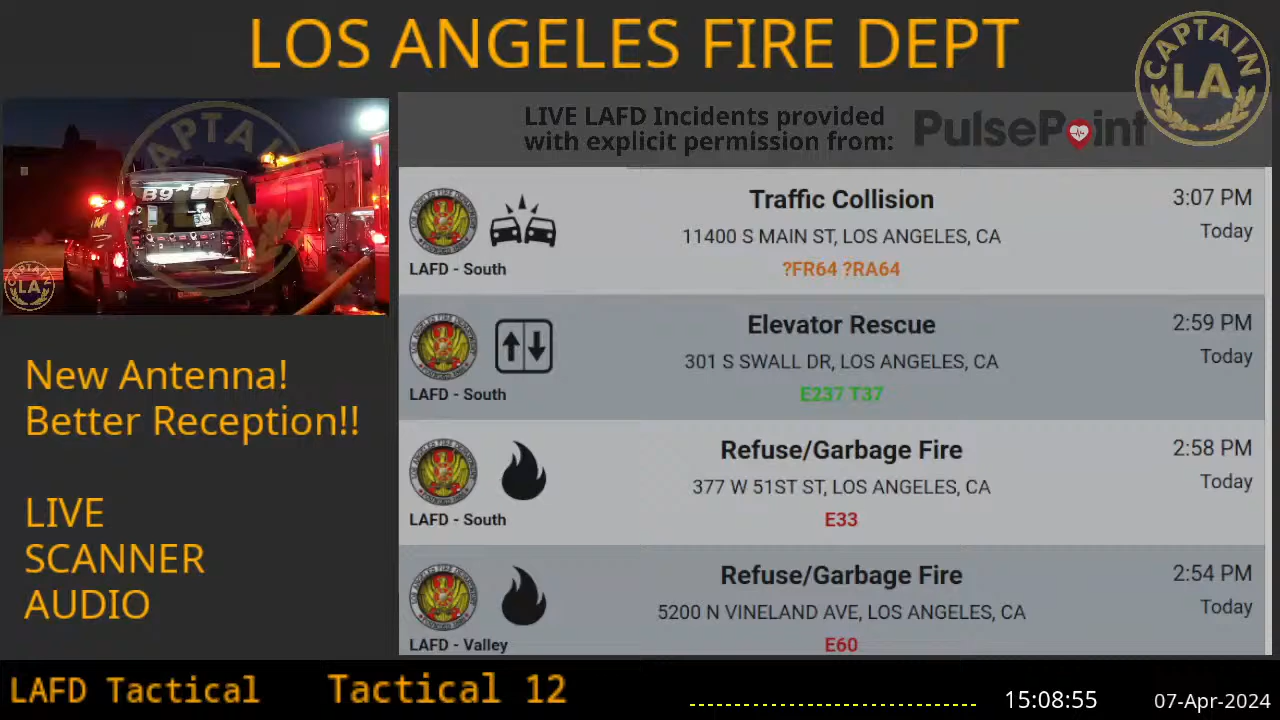 LOS ANGELES FIRE DEPT
CAPTAIN
LA
LIVE LAFD Incidents provided
with explicit permission from:
PulsePoint
B9
CAPTAIN
CAPTAIN
LA
Traffic Collision
3:07 PM
11400 S MAIN ST, LOS ANGELES, CA
Today
LAFD - South
?FR64 ?RA64
Elevator Rescue
2:59 PM
301 S SWALL DR, LOS ANGELES, CA
Today
LAFD - South
E237 T37
Refuse/Garbage Fire
2:58 PM
377 W 51ST ST, LOS ANGELES, CA
Today
LAFD - South
E33
Refuse/Garbage Fire
2:54 PM
5200 N VINELAND AVE, LOS ANGELES, CA
Today
LAFD - Valley
E60
New Antenna!
Better Reception!!
LIVE
SCANNER
AUDIO
LAFD Tactical
Tactical 12
15:08:55
07-Apr-2024